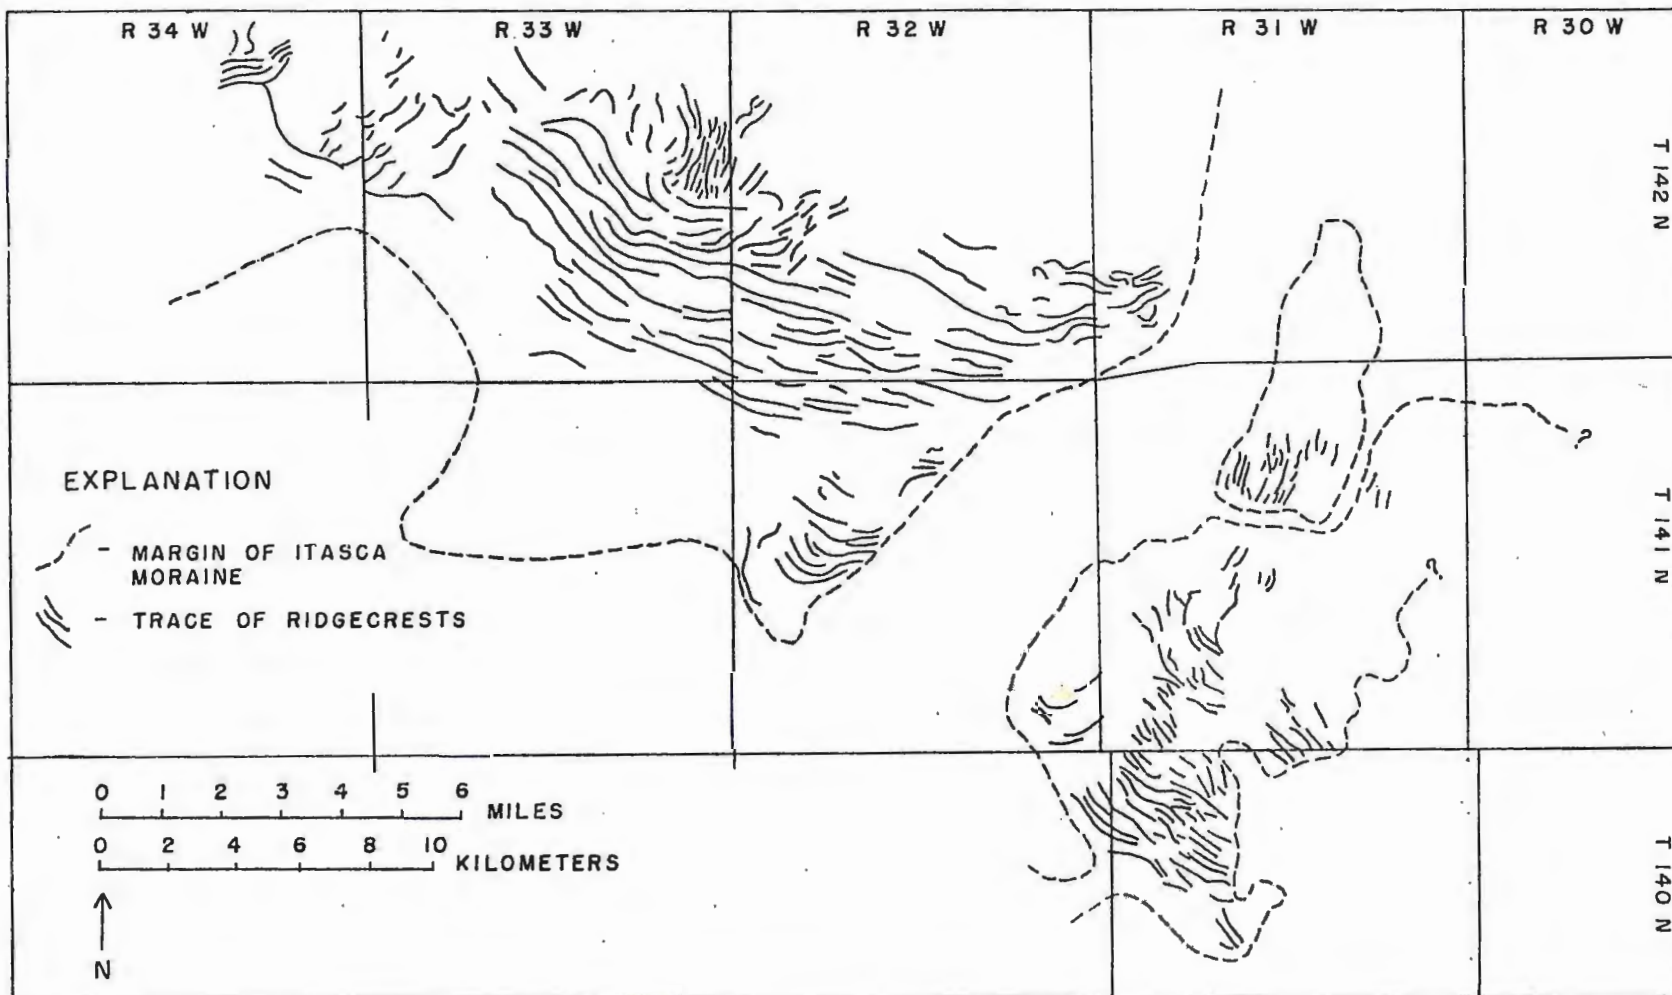 R 34 W R 33 W R 32 W R 31 W R 30 W
T 142 N
EXPLANATION
- MARGIN OF ITASCA
MORAINE
- TRACE OF RIDGECRESTS
?
T 141 N
?
0 1 2 3 4 5 6 MILES
0 2 4 6 8 10 KILOMETERS
T 140 N
N